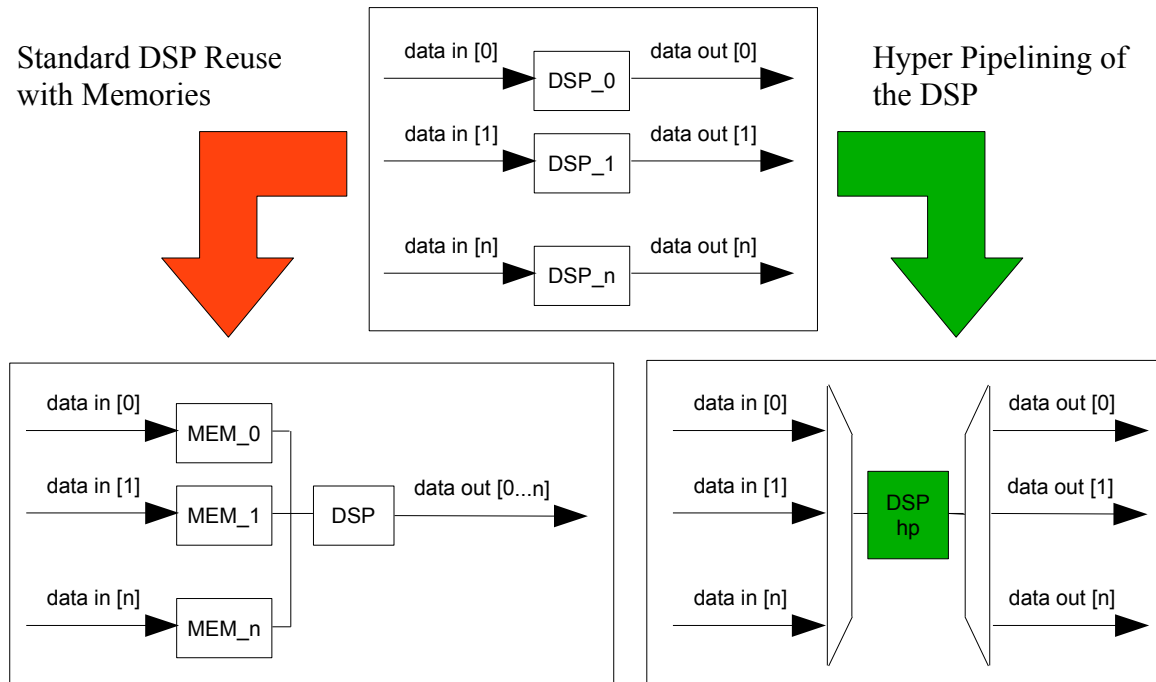 Standard DSP Reuse
with Memories
data in [0]
DSP_0
data out [0]
data in [1]
DSP_1
data out [1]
data in [n]
DSP_n
data out [n]
Hyper Pipelining of
the DSP
data in [0]
MEM_0
data in [1]
MEM_1
DSP
data out [0...n]
data in [n]
MEM_n
data in [0]
data out [0]
data in [1]
DSP
hp
data out [1]
data in [n]
data out [n]